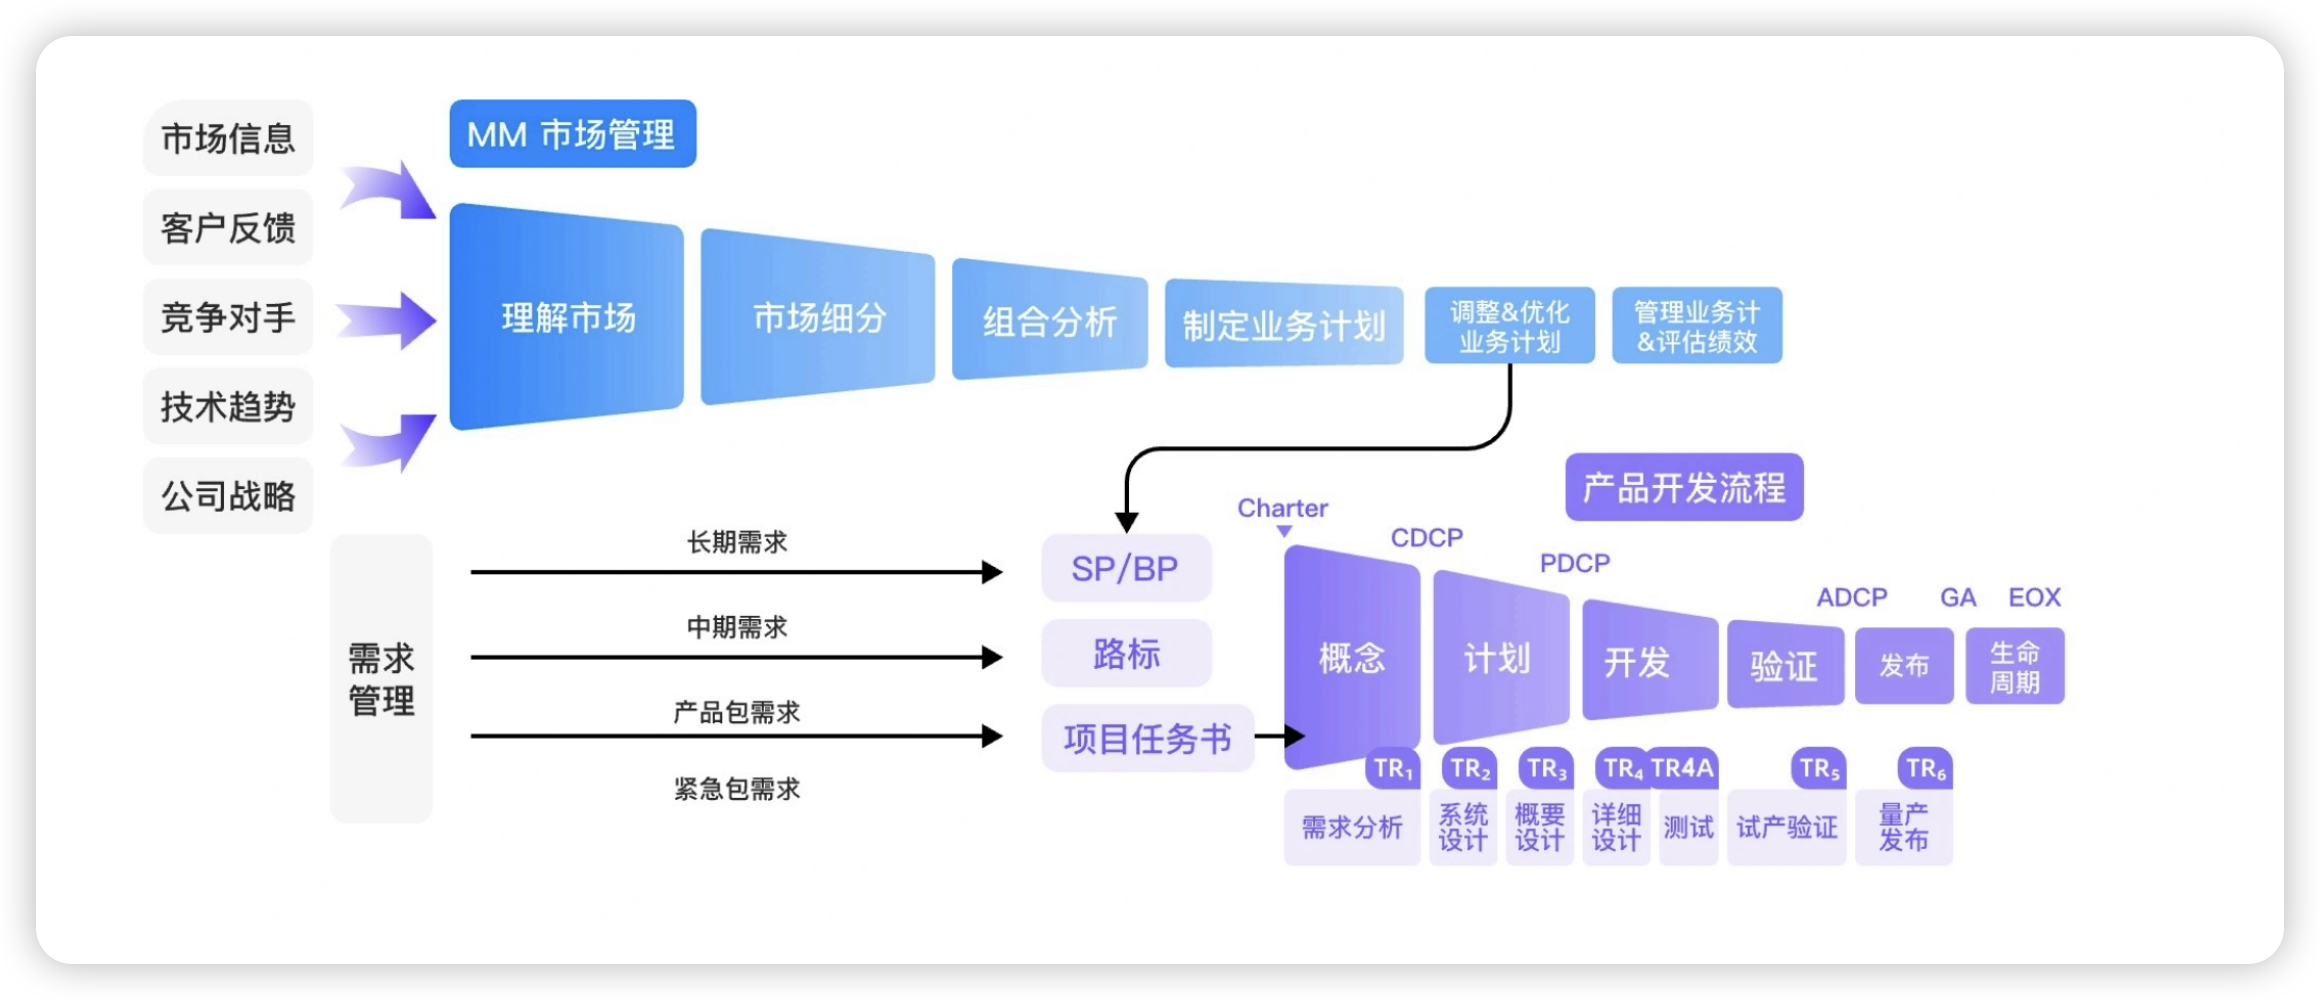 市场信息
客户反馈
竞争对手
技术趋势
公司战略
MM 市场管理
理解市场
市场细分
组合分析
制定业务计划
调整&优化
业务计划
管理业务计
&评估绩效
需求
管理
长期需求
中期需求
产品包需求
紧急包需求
SP/BP
路标
项目任务书
产品开发流程
Charter
CDCP
PDCP
ADCP
GA
EOX
概念
计划
开发
验证
发布
生命
周期
TR₁
TR₂
TR₃
TR₄
TR4A
TR₅
TR₆
需求分析
系统
设计
概要
设计
详细
设计
测试
试产验证
量产
发布